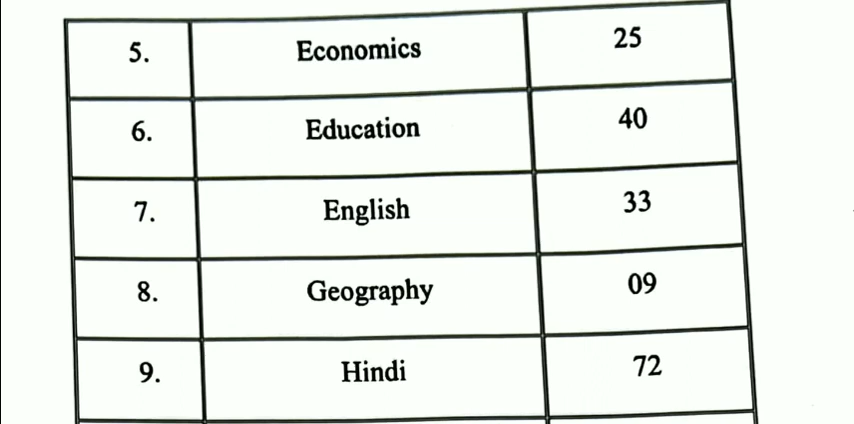 5. Economics 25
6. Education 40
7. English 33
8. Geography 09
9. Hindi 72